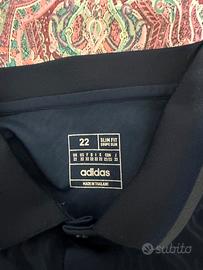 22
SLIM FIT
COUPE SLIM
adidas
MADE IN THAILAND
subito